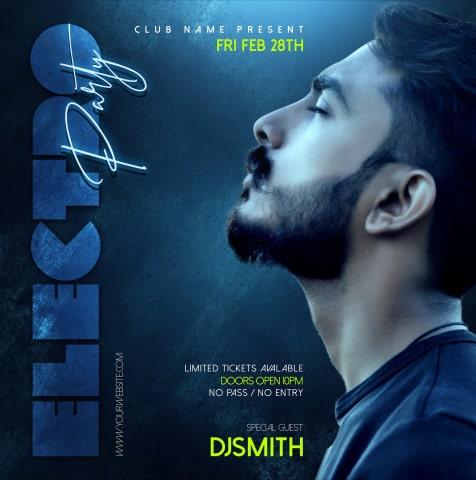 CLUB NAME PRESENT
FRI FEB 28TH
ELECTRO
Party
WWW.YOURWEBSITE.COM
LIMITED TICKETS AVALABLE
DOORS OPEN 10PM
NO PASS / NO ENTRY
SPECIAL GUEST
DJSMITH